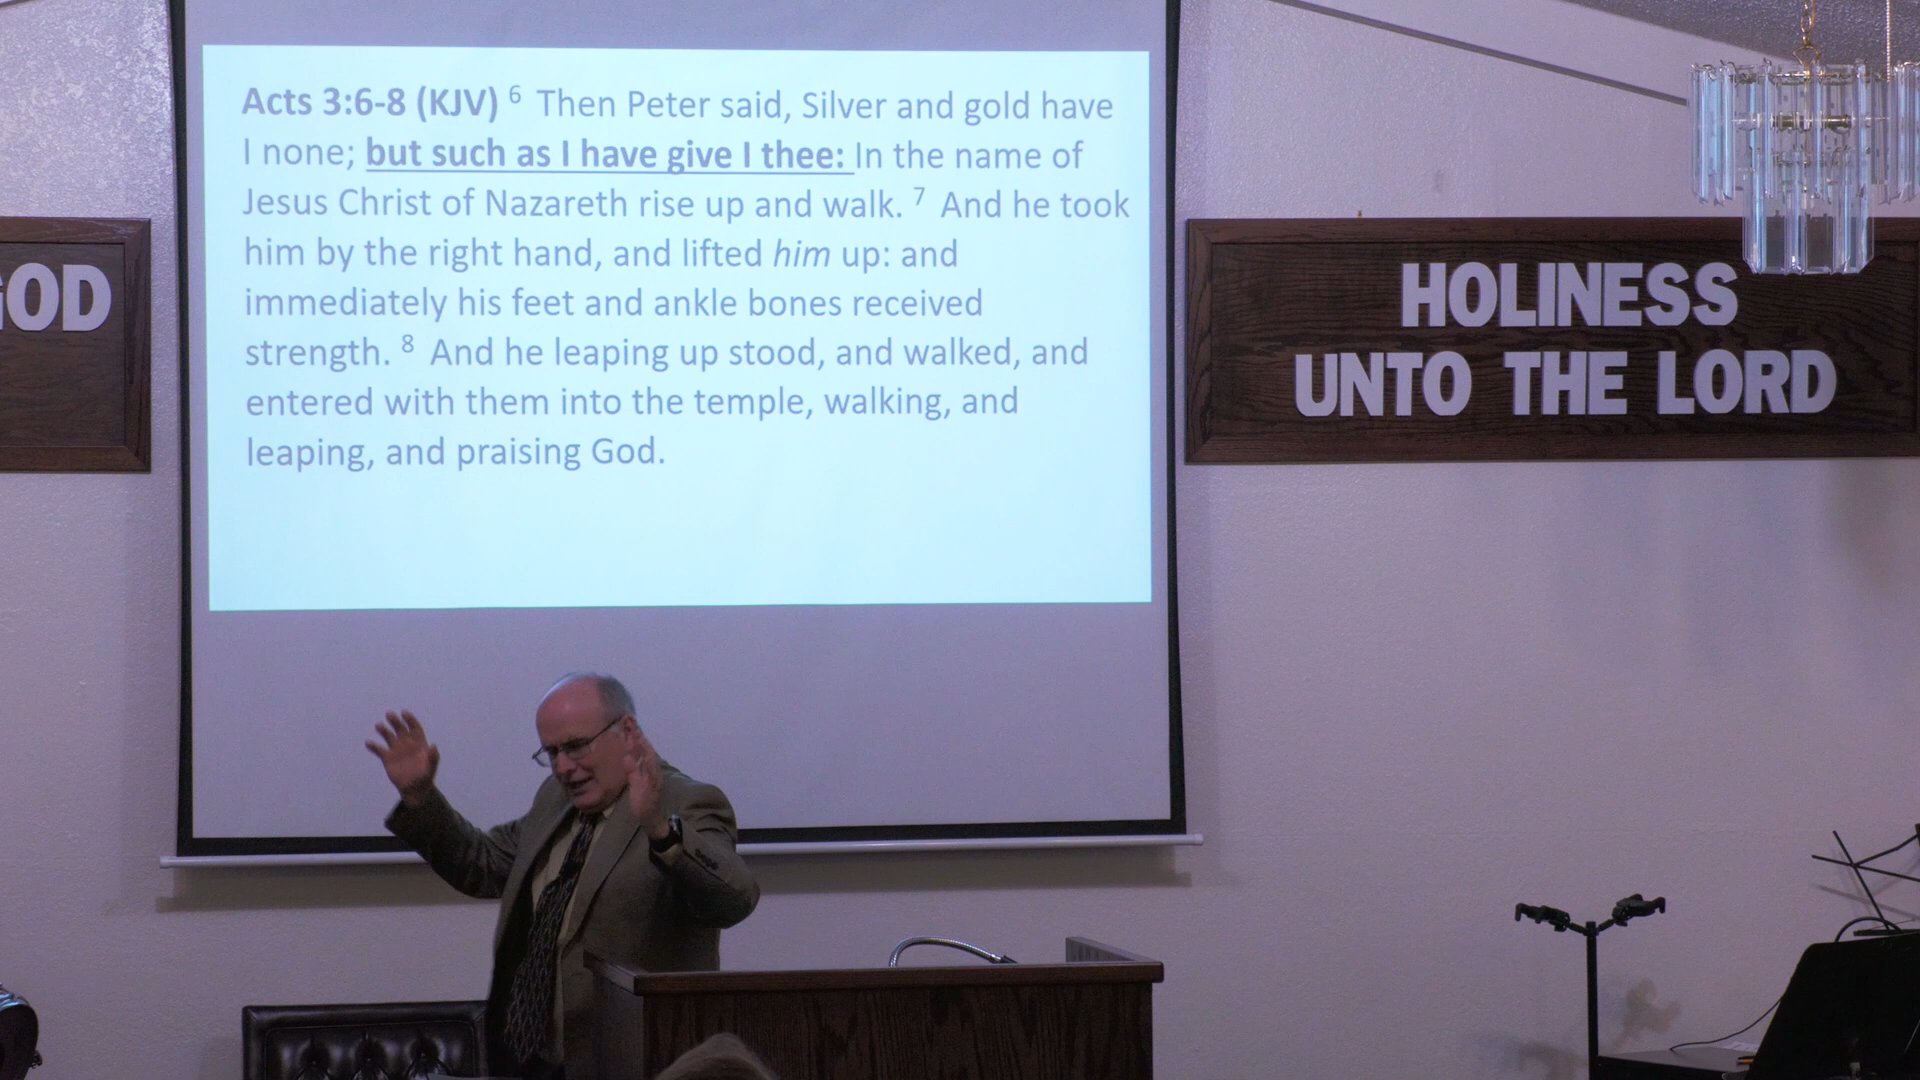 Acts 3:6-8 (KJV) 6 Then Peter said, Silver and gold have
I none; but such as I have give I thee: In the name of
Jesus Christ of Nazareth rise up and walk. 7 And he took
him by the right hand, and lifted him up: and
immediately his feet and ankle bones received
strength. 8 And he leaping up stood, and walked, and
entered with them into the temple, walking, and
leaping, and praising God.
GOD
HOLINESS
UNTO THE LORD